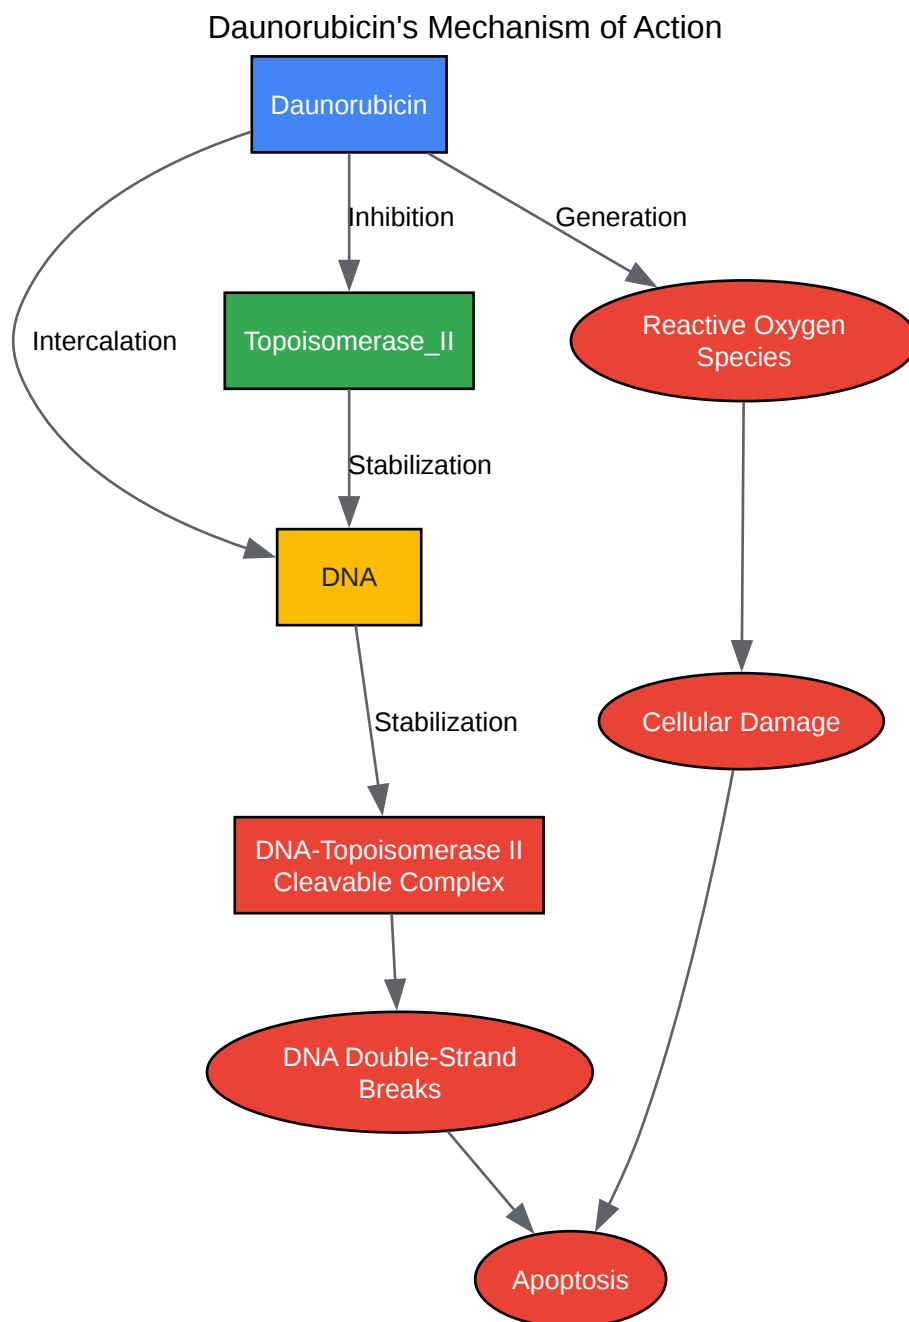 Daunorubicin's Mechanism of Action
Daunorubicin
Inhibition
Generation
Intercalation
Topoisomerase_II
Reactive Oxygen
Species
Stabilization
DNA
Stabilization
Cellular Damage
DNA-Topoisomerase II
Cleavable Complex
DNA Double-Strand
Breaks
Apoptosis